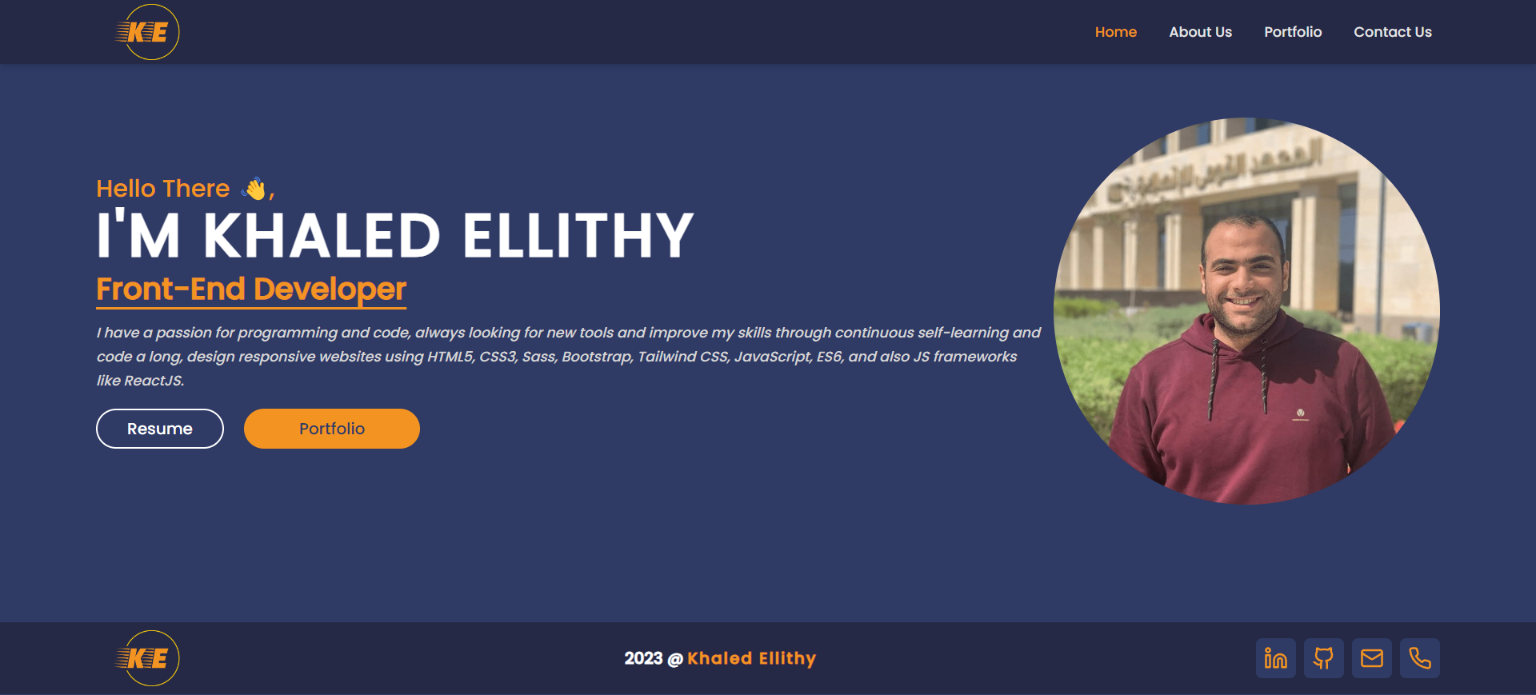 KE
Home
About Us
Portfolio
Contact Us
Hello There 👋,
I'M KHALED ELLITHY
Front-End Developer
I have a passion for programming and code, always looking for new tools and improve my skills through continuous self-learning and
code a long, design responsive websites using HTML5, CSS3, Sass, Bootstrap, Tailwind CSS, JavaScript, ES6, and also JS frameworks
like ReactJS.
Resume
Portfolio
المعهد القومي
KE
2023 @ Khaled Ellithy
in